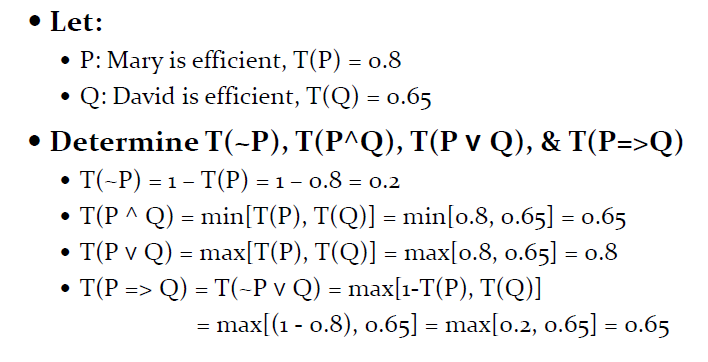 • Let:
• P: Mary is efficient, T(P) = 0.8
• Q: David is efficient, T(Q) = 0.65
• Determine T(~P), T(P^Q), T(P ∨ Q), & T(P=>Q)
• T(~P) = 1 – T(P) = 1 – 0.8 = 0.2
• T(P ^ Q) = min[T(P), T(Q)] = min[0.8, 0.65] = 0.65
• T(P ∨ Q) = max[T(P), T(Q)] = max[0.8, 0.65] = 0.8
• T(P => Q) = T(~P ∨ Q) = max[1-T(P), T(Q)]
= max[(1 - 0.8), 0.65] = max[0.2, 0.65] = 0.65